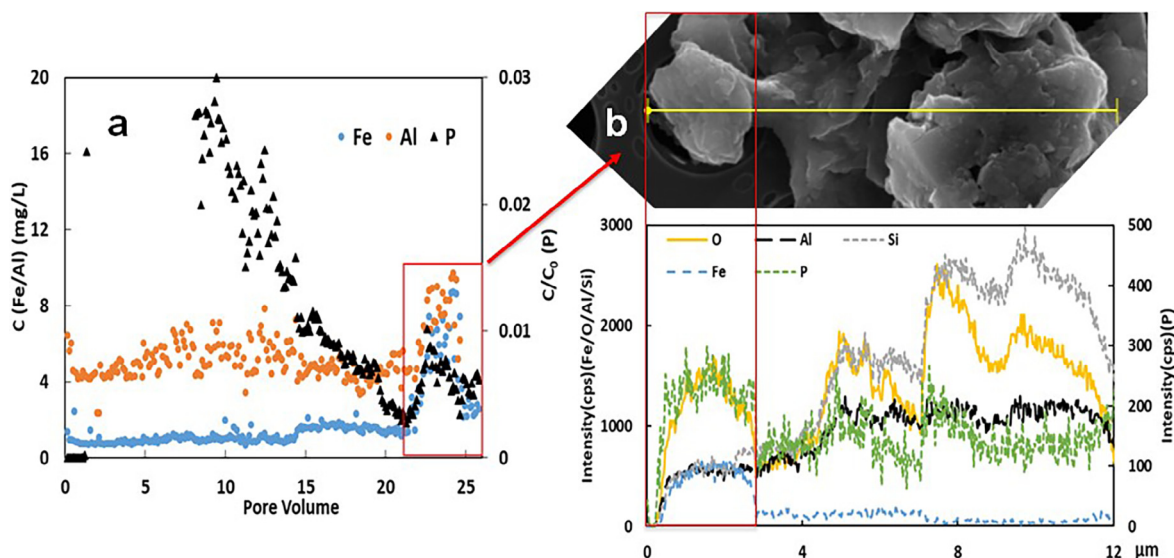 a
Fe Al P
C (Fe/Al) (mg/L)
20
16
12
8
4
0
0 5 10 15 20 25
Pore Volume
0.03
0.02
0.01
0
C/C₀ (P)
b
O Al Si
Fe P
Intensity(cps)(Fe/O/Al/Si)
3000
2000
1000
0
0 4 8 12 μm
500
400
300
200
100
0
Intensity(cps)(P)